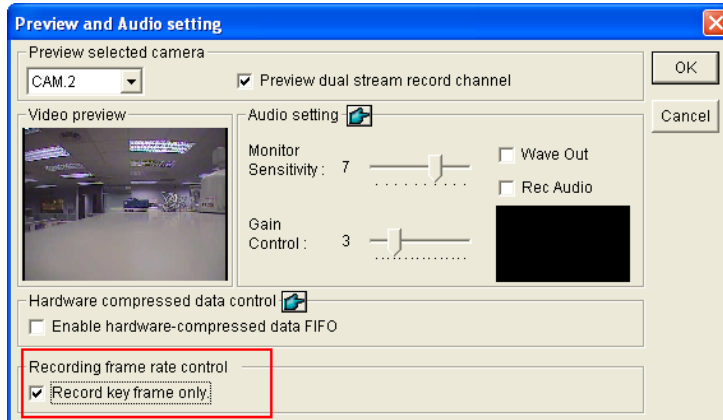 Preview and Audio setting
Preview selected camera
CAM.2
Preview dual stream record channel
OK
Cancel
Video preview
Audio setting
Monitor
Sensitivity : 7
Wave Out
Rec Audio
Gain
Control : 3
Hardware compressed data control
Enable hardware-compressed data FIFO
Recording frame rate control
Record key frame only.